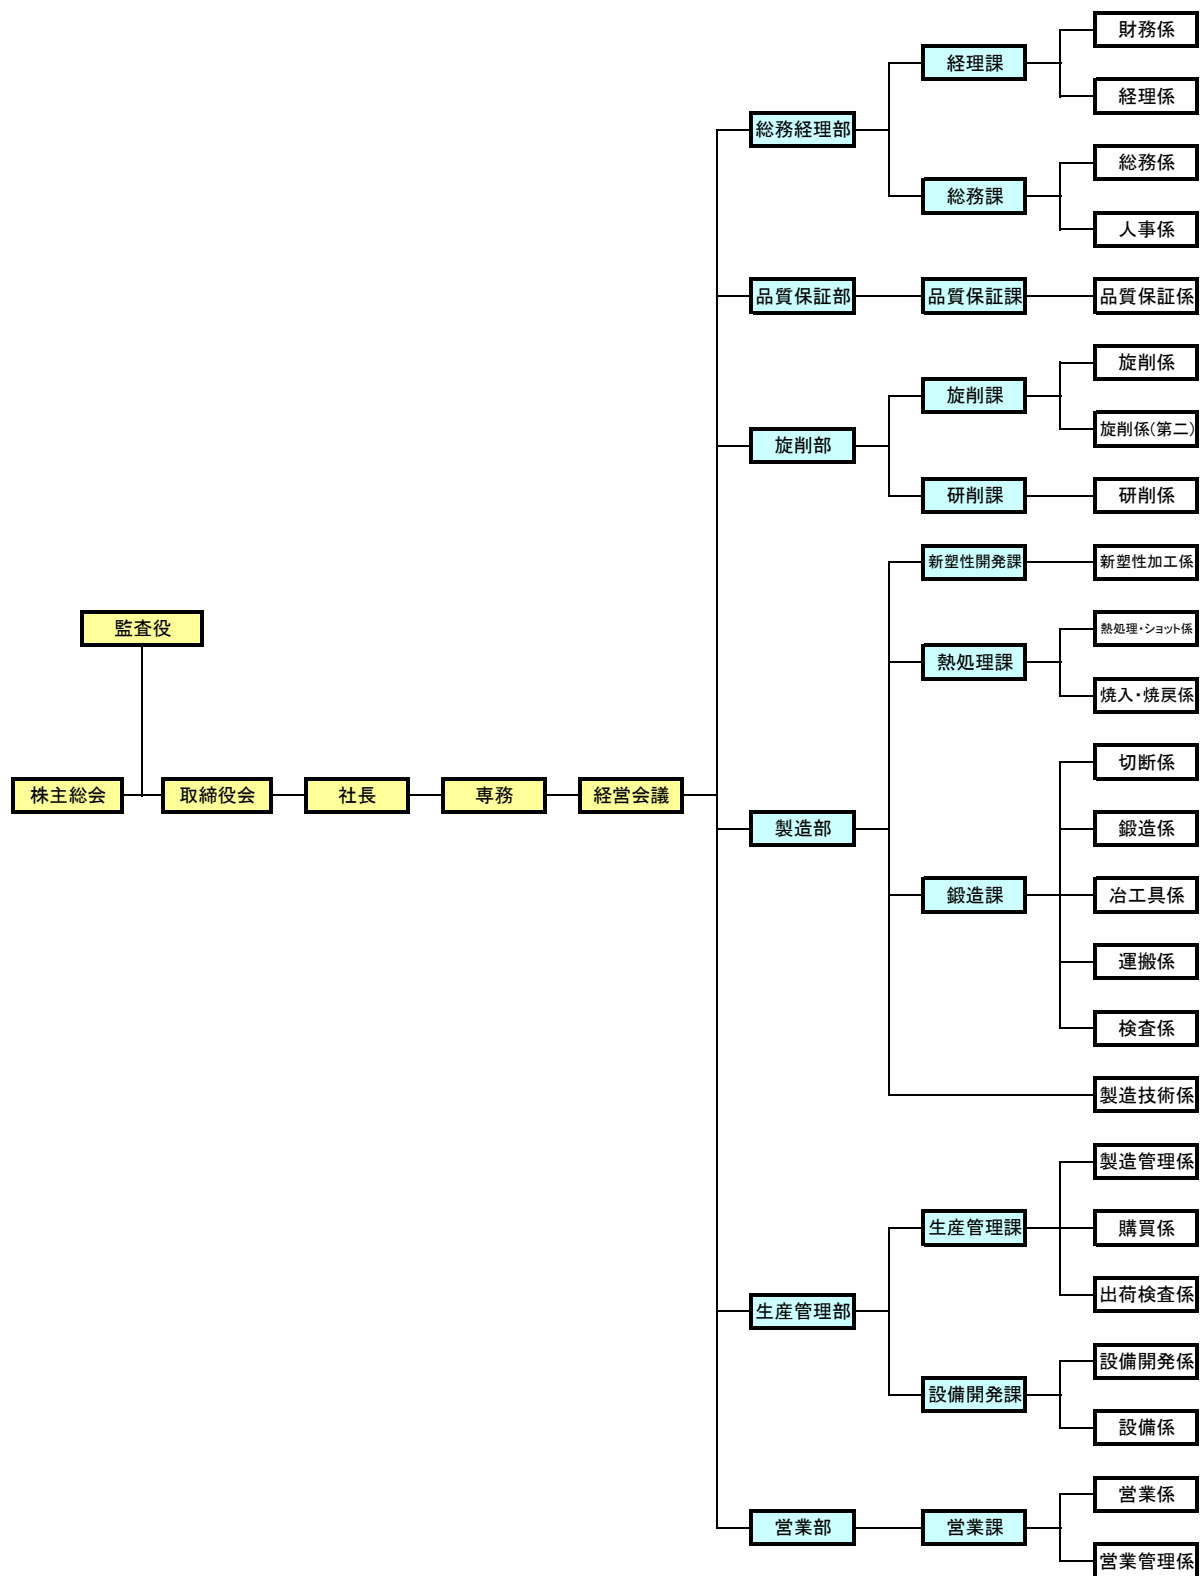 監査役
株主総会
取締役会
社長
専務
経営会議
総務経理部
経理課
財務係
経理係
総務課
総務係
人事係
品質保証部
品質保証課
品質保証係
旋削部
旋削課
旋削係
旋削係(第二)
研削課
研削係
製造部
新塑性開発課
新塑性加工係
熱処理課
熱処理・ショット係
焼入・焼戻係
鍛造課
切断係
鍛造係
冶工具係
運搬係
検査係
製造技術係
生産管理部
生産管理課
製造管理係
購買係
出荷検査係
設備開発課
設備開発係
設備係
営業部
営業課
営業係
営業管理係